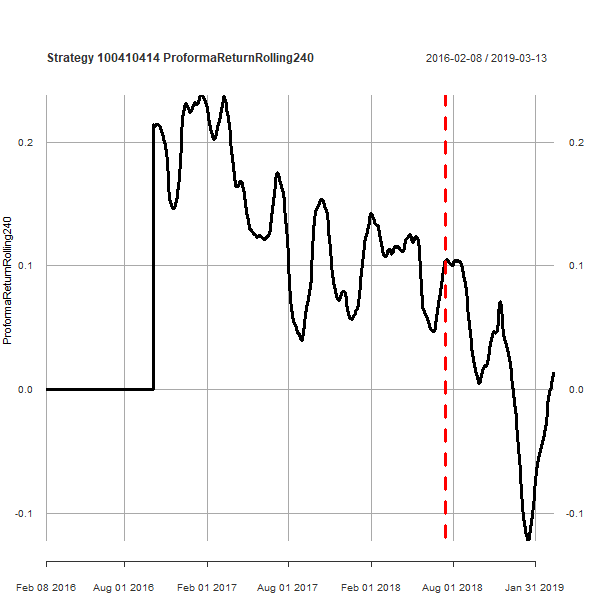 Strategy 100410414 ProformaReturnRolling240
2016-02-08 / 2019-03-13
ProformaReturnRolling240
0.2
0.2
0.1
0.1
0.0
0.0
-0.1
-0.1
Feb 08 2016
Aug 01 2016
Feb 01 2017
Aug 01 2017
Feb 01 2018
Aug 01 2018
Jan 31 2019